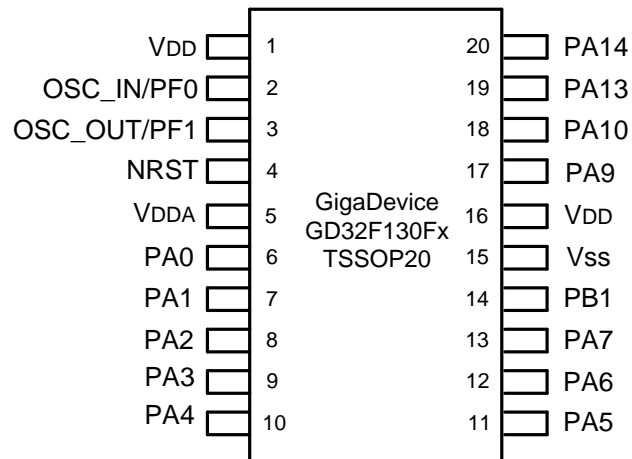 VDD 1 20 PA14
OSC_IN/PF0 2 19 PA13
OSC_OUT/PF1 3 18 PA10
NRST 4 17 PA9
VDDA 5 16 VDD
PA0 6 15 Vss
PA1 7 14 PB1
PA2 8 13 PA7
PA3 9 12 PA6
PA4 10 11 PA5
GigaDevice
GD32F130Fx
TSSOP20